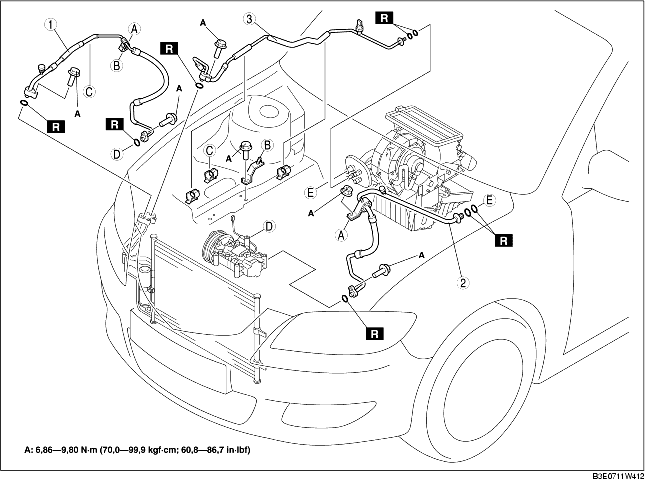 1
A
3
A
R
R
B
A
C
A
A
R
R
D
C
A
B
E
A
E
A
D
R
A
2
R
A: 6,86—9,80 N·m (70,0—99,9 kgf·cm; 60,8—86,7 in·lbf)
B3E0711W412